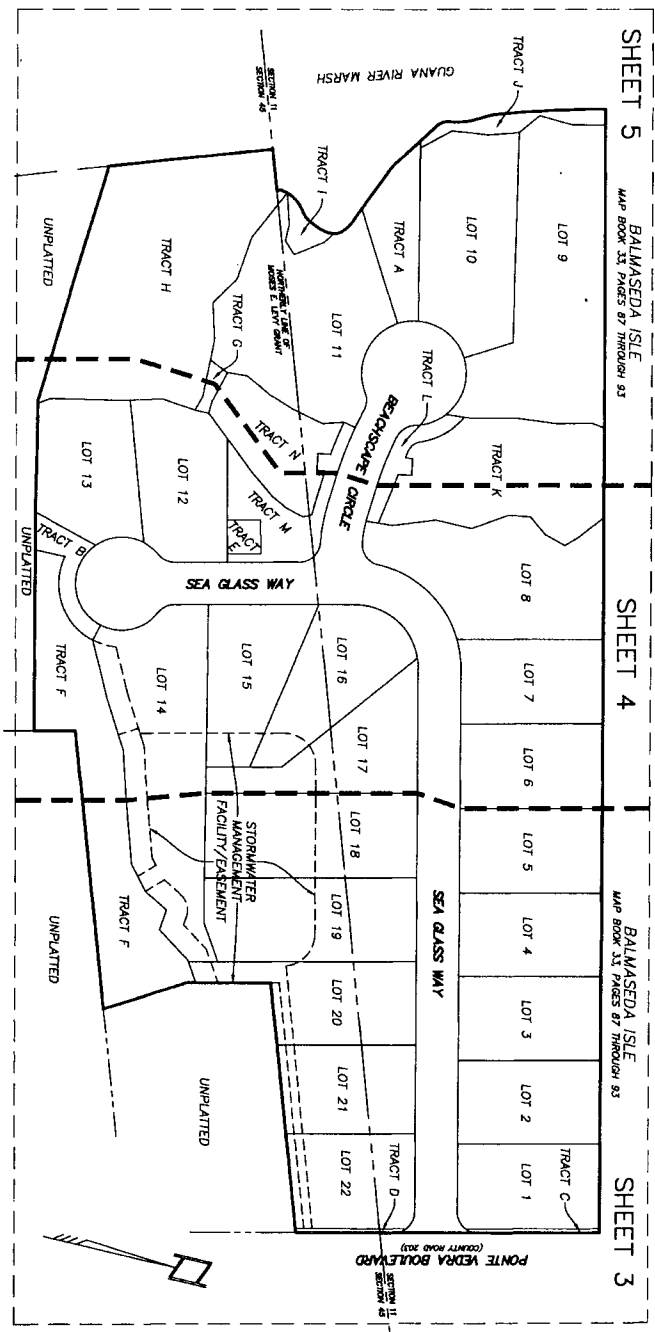 SHEET 5
SHEET 4
SHEET 3
BALMASEDA ISLE
MAP BOOK 33, PAGES 87 THROUGH 93
BALMASEDA ISLE
MAP BOOK 33, PAGES 87 THROUGH 93
TRACT J
GUANA RIVER MARSH
SECTION 11
SECTION 46
TRACT I
TRACT A
LOT 10
LOT 9
LOT 11
TRACT L
TRACT K
BEACHSCAPE CIRCLE
NORTHERLY LINE OF
MOSES E. LEVY GRANT
TRACT H
TRACT G
TRACT N
TRACT M
TRACT E
UNPLATTED
LOT 13
LOT 12
TRACT B
UNPLATTED
TRACT F
SEA GLASS WAY
LOT 8
LOT 7
LOT 6
LOT 5
LOT 4
LOT 3
LOT 2
LOT 1
TRACT C
LOT 14
LOT 15
LOT 16
LOT 17
LOT 18
LOT 19
LOT 20
LOT 21
LOT 22
TRACT D
SEA GLASS WAY
STORMWATER
MANAGEMENT
FACILITY/EASEMENT
TRACT F
UNPLATTED
UNPLATTED
PONTE VEDRA BOULEVARD
(COUNTY ROAD 203)
SECTION 11